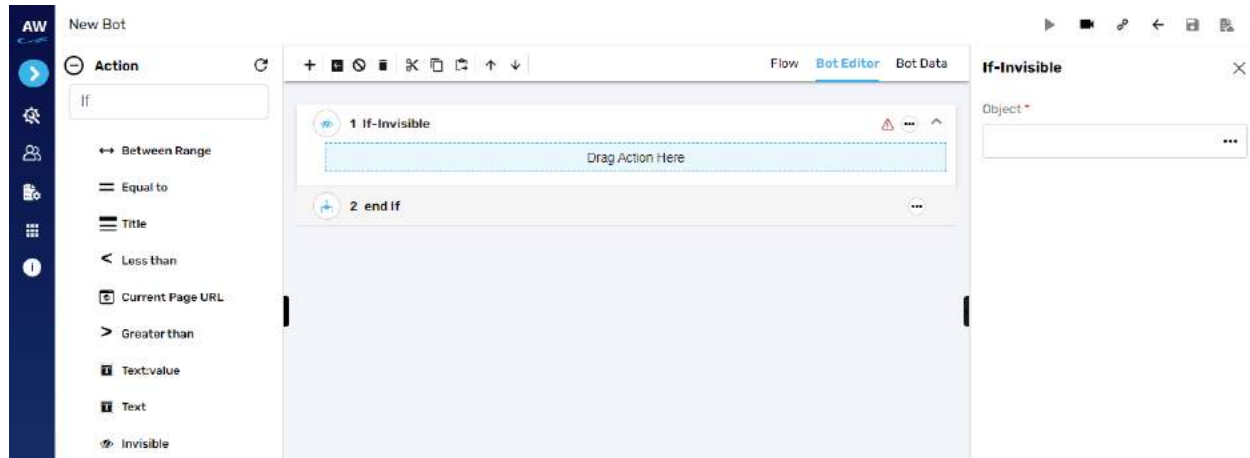 AW
New Bot
Action
If
Between Range
Equal to
Title
Less than
Current Page URL
Greater than
Text:value
Text
Invisible
Flow Bot Editor Bot Data
1 If-Invisible
Drag Action Here
2 end If
If-Invisible
Object *